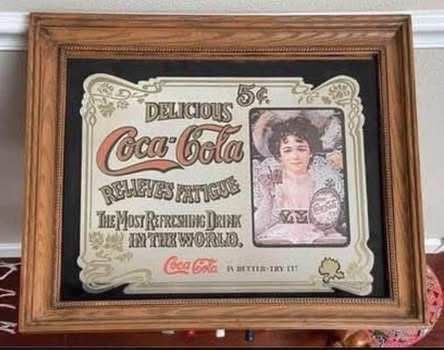 5¢
DELICIOUS
Coca-Cola
RELIEVES FATIGUE
THE MOST REFRESHING DRINK
IN THE WORLD.
Coca-Cola IS BETTER-TRY IT!